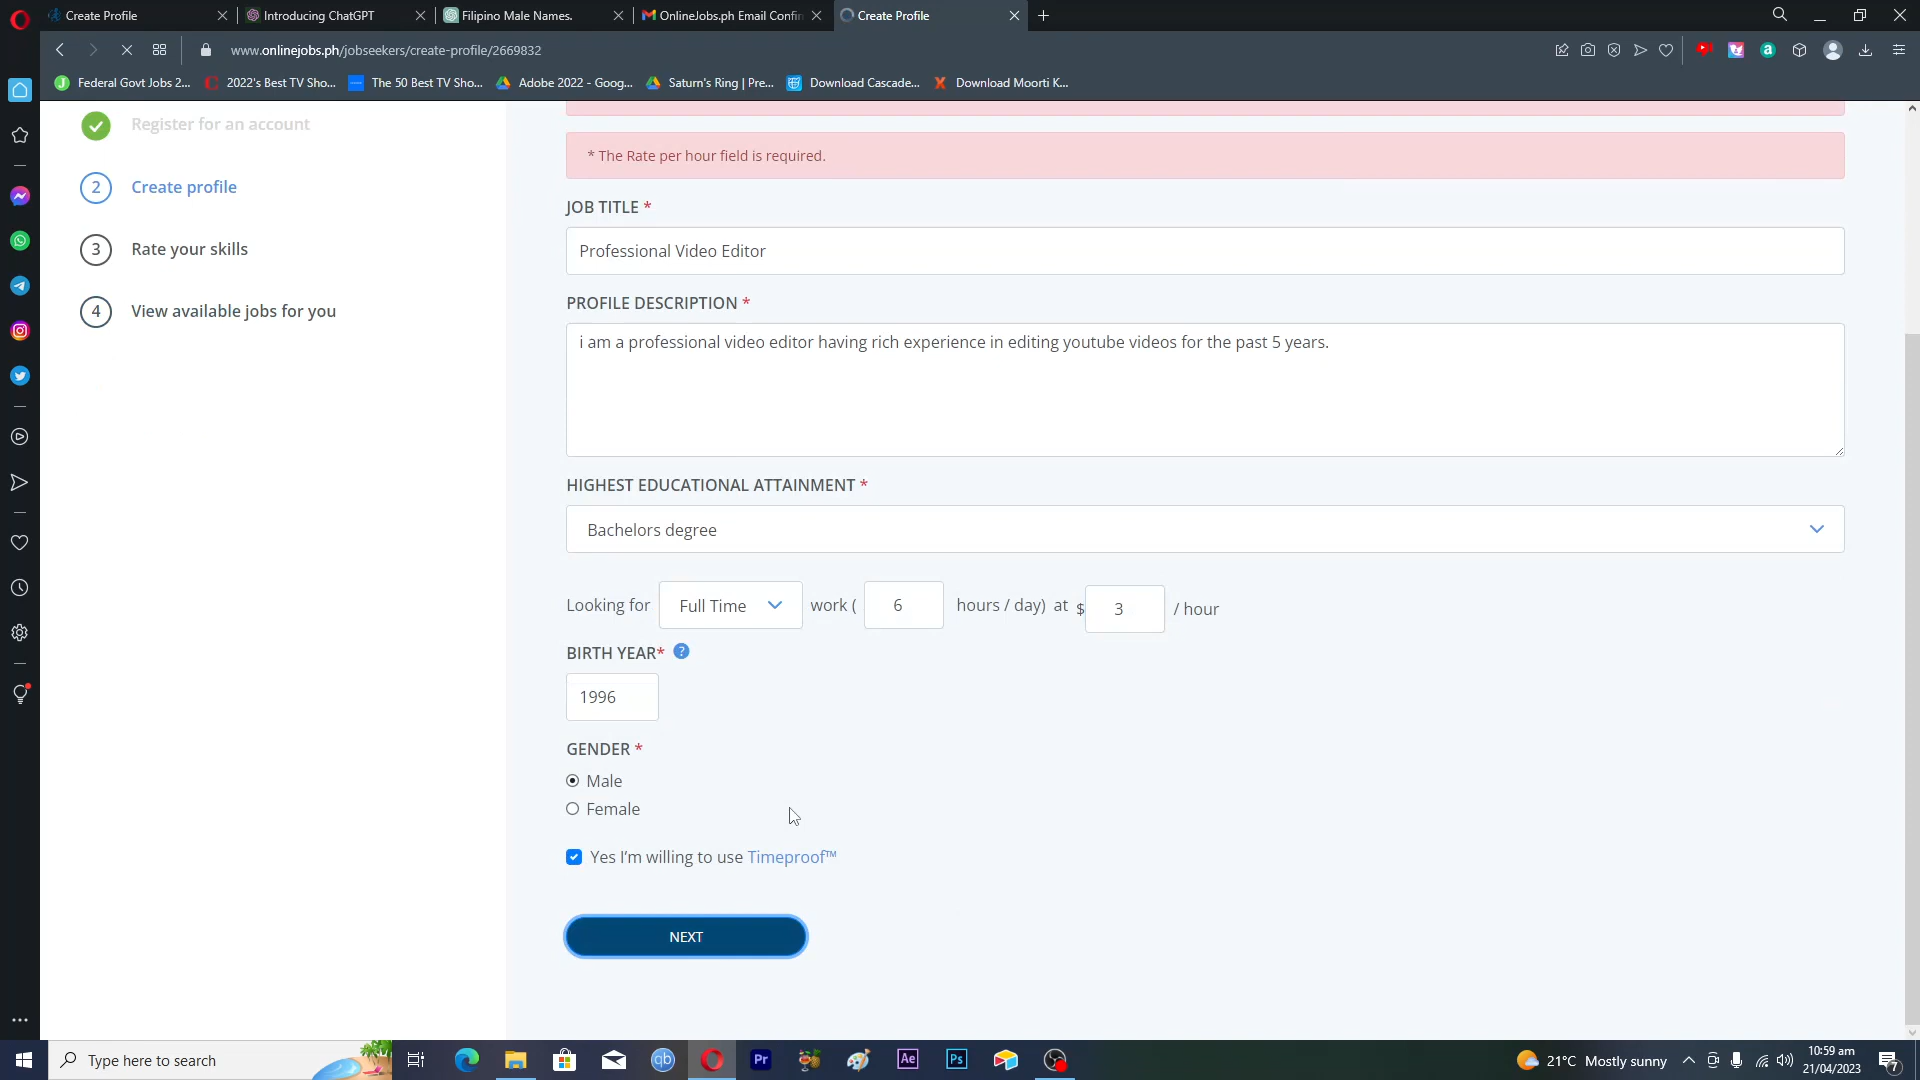 Create Profile
Introducing ChatGPT
Filipino Male Names.
OnlineJobs.ph Email Confir
Create Profile
www.onlinejobs.ph/jobseekers/create-profile/2669832
Federal Govt Jobs 2...
2022's Best TV Sho...
The 50 Best TV Sho...
Adobe 2022 - Goog...
Saturn's Ring | Pre...
Download Cascade...
Download Moorti K...
Register for an account
2 Create profile
3 Rate your skills
4 View available jobs for you
* The Rate per hour field is required.
JOB TITLE *
Professional Video Editor
PROFILE DESCRIPTION *
i am a professional video editor having rich experience in editing youtube videos for the past 5 years.
HIGHEST EDUCATIONAL ATTAINMENT *
Bachelors degree
Looking for Full Time work ( 6 hours / day) at $ 3 / hour
BIRTH YEAR* ?
1996
GENDER *
Male
Female
Yes I'm willing to use Timeproof™
NEXT
Type here to search
qb
Pr
Ae
Ps
21°C Mostly sunny
10:59 am
21/04/2023
7